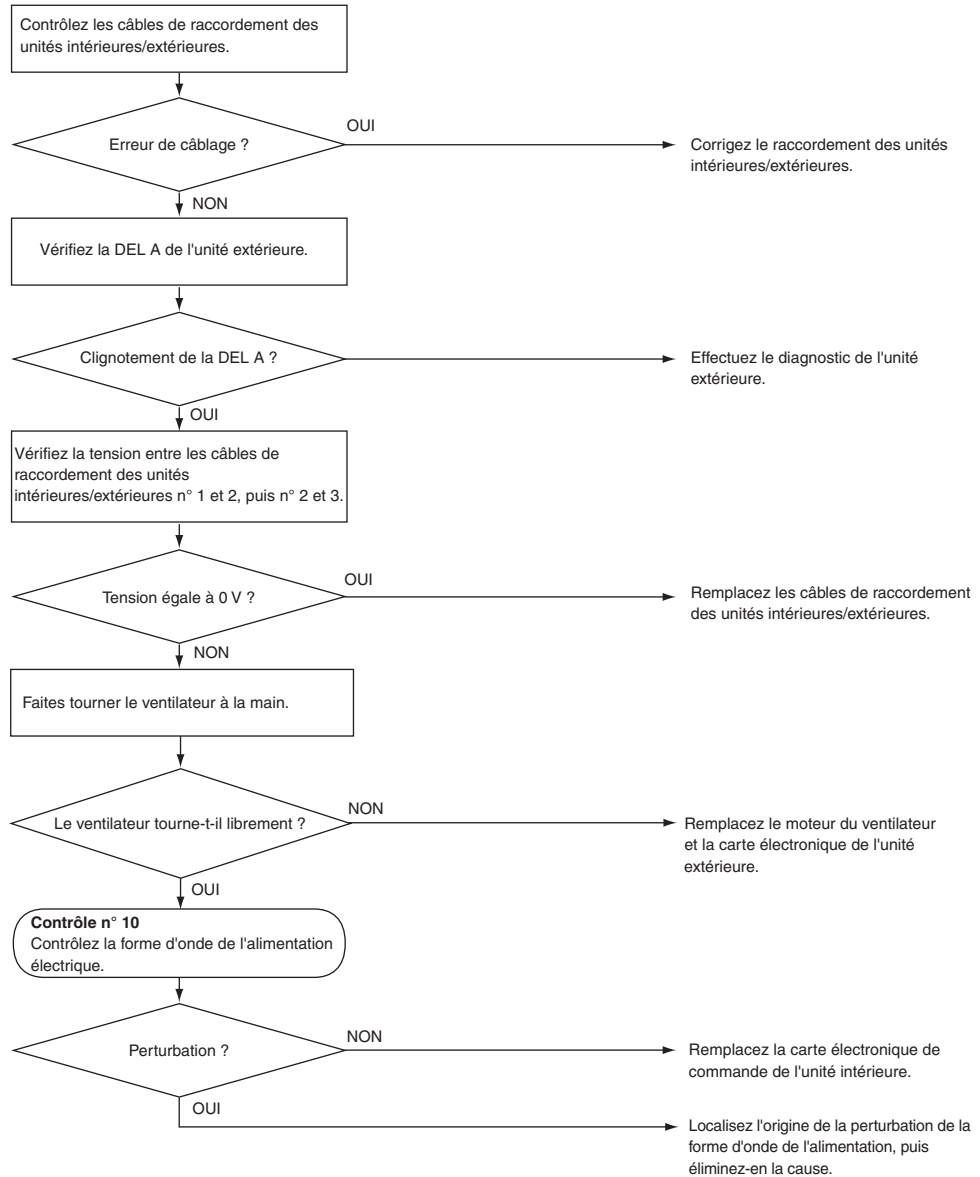 Contrôlez les câbles de raccordement des
unités intérieures/extérieures.
Erreur de câblage ?
OUI
Corrigez le raccordement des unités
intérieures/extérieures.
NON
Vérifiez la DEL A de l'unité extérieure.
Clignotement de la DEL A ?
Effectuez le diagnostic de l'unité
extérieure.
OUI
Vérifiez la tension entre les câbles de
raccordement des unités
intérieures/extérieures n° 1 et 2, puis n° 2 et 3.
Tension égale à 0 V ?
OUI
Remplacez les câbles de raccordement
des unités intérieures/extérieures.
NON
Faites tourner le ventilateur à la main.
Le ventilateur tourne-t-il librement ?
NON
Remplacez le moteur du ventilateur
et la carte électronique de l'unité
extérieure.
OUI
Contrôle n° 10
Contrôlez la forme d'onde de l'alimentation
électrique.
Perturbation ?
NON
Remplacez la carte électronique de
commande de l'unité intérieure.
OUI
Localisez l'origine de la perturbation de la
forme d'onde de l'alimentation, puis
éliminez-en la cause.